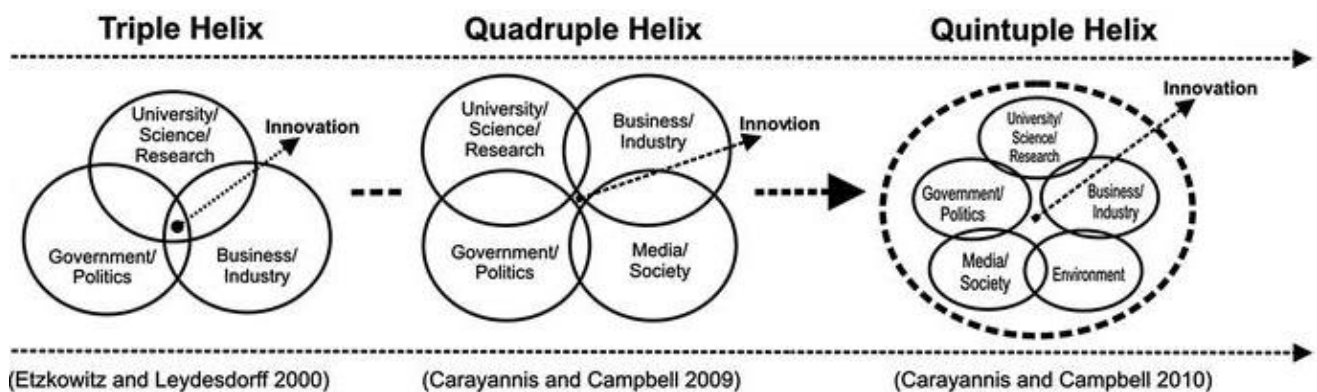 Triple Helix
Quadruple Helix
Quintuple Helix
University/
Science/
Research
Innovation
Government/
Politics
Business/
Industry
University/
Science/
Research
Business/
Industry
Innovtion
Government/
Politics
Media/
Society
Innovation
University/
Science/
Research
Government/
Politics
Business/
Industry
Media/
Society
Environment
(Etzkowitz and Leydesdorff 2000)
(Carayannis and Campbell 2009)
(Carayannis and Campbell 2010)